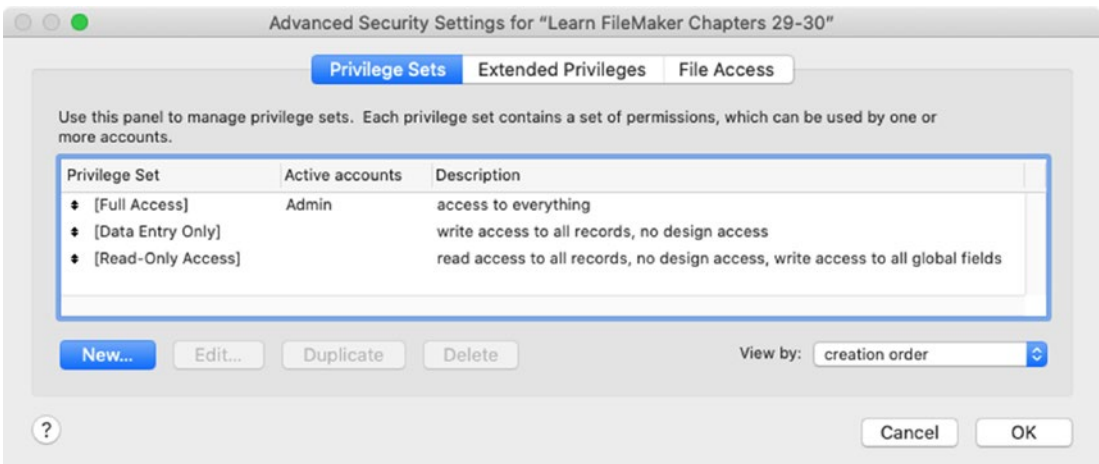 Advanced Security Settings for “Learn FileMaker Chapters 29-30”
Privilege Sets Extended Privileges File Access
Use this panel to manage privilege sets. Each privilege set contains a set of permissions, which can be used by one or
more accounts.
Privilege Set Active accounts Description
[Full Access] Admin access to everything
[Data Entry Only] write access to all records, no design access
[Read-Only Access] read access to all records, no design access, write access to all global fields
New... Edit... Duplicate Delete View by: creation order
? Cancel OK